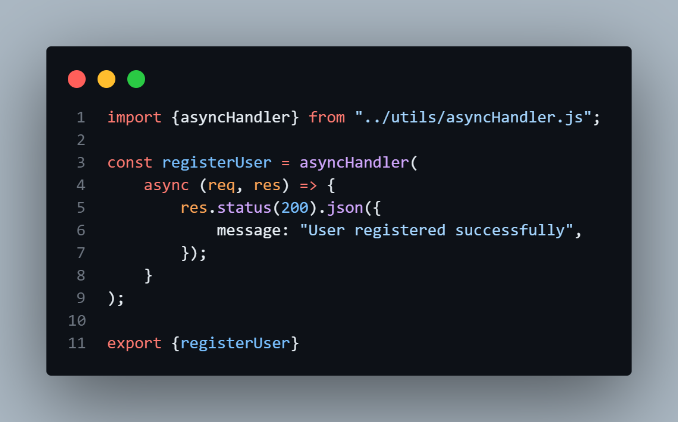 1 import {asyncHandler} from "../utils/asyncHandler.js";
2
3 const registerUser = asyncHandler(
4     async (req, res) => {
5         res.status(200).json({
6             message: "User registered successfully",
7         });
8     }
9 );
10
11 export {registerUser}